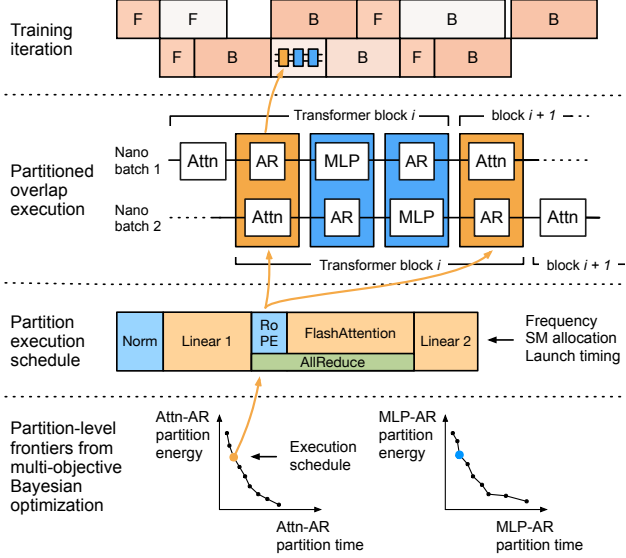 Training
iteration
F F B F B B
F B B F B
Partitioned
overlap
execution
Transformer block i
block i + 1
Nano
batch 1
Attn AR MLP AR Attn
Nano
batch 2
Attn AR MLP AR Attn
Transformer block i
block i + 1
Partition
execution
schedule
Norm Linear 1 Ro
PE FlashAttention Linear 2
AllReduce
Frequency
SM allocation
Launch timing
Partition-level
frontiers from
multi-objective
Bayesian
optimization
Attn-AR
partition
energy
Execution
schedule
Attn-AR
partition time
MLP-AR
partition
energy
MLP-AR
partition time